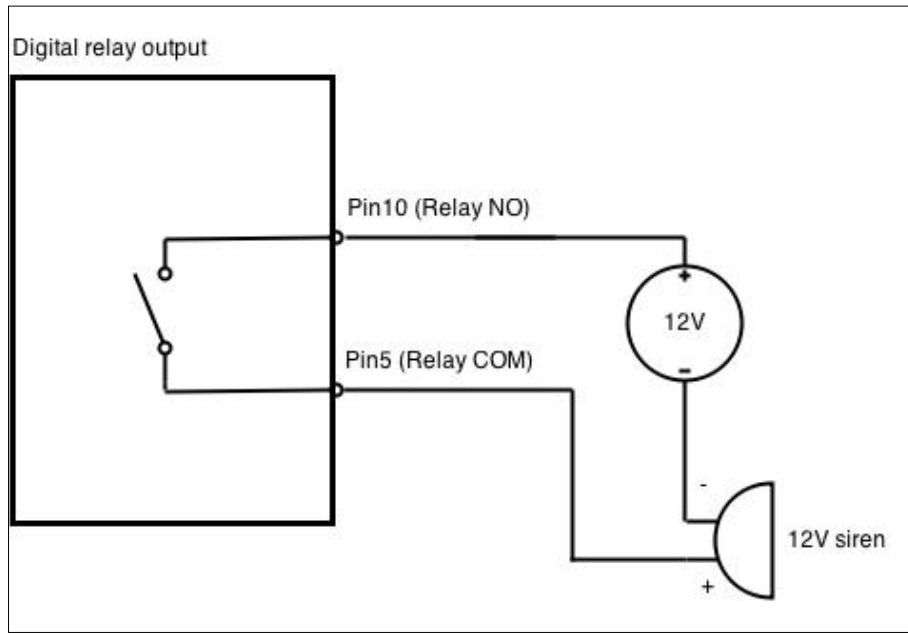 Digital relay output
Pin10 (Relay NO)
+
12V
-
Pin5 (Relay COM)
-
12V siren
+